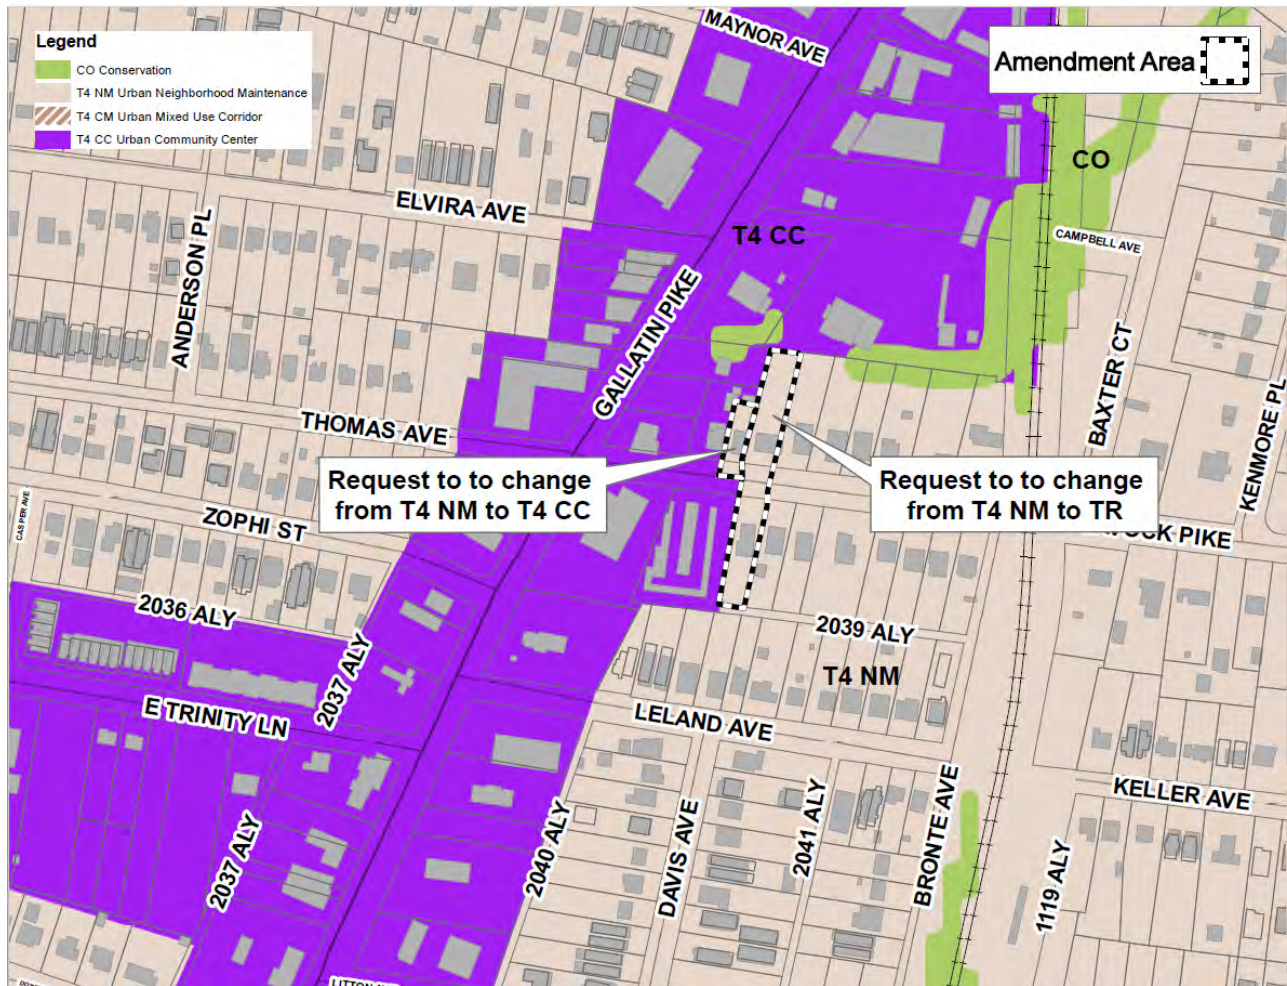 Legend
CO Conservation
T4 NM Urban Neighborhood Maintenance
T4 CM Urban Mixed Use Corridor
T4 CC Urban Community Center
MAYNOR AVE
Amendment Area
CO
ELVIRA AVE
T4 CC
CAMPBELL AVE
ANDERSON PL
GALLATIN PIKE
BAXTER CT
KENMORE PL
THOMAS AVE
Request to to change
from T4 NM to T4 CC
Request to to change
from T4 NM to TR
CASPER AVE
ZOPHI ST
PIKE
2036 ALY
2039 ALY
T4 NM
2037 ALY
E TRINITY LN
LELAND AVE
KELLER AVE
2037 ALY
2040 ALY
DAVIS AVE
2041 ALY
BRONTE AVE
1119 ALY